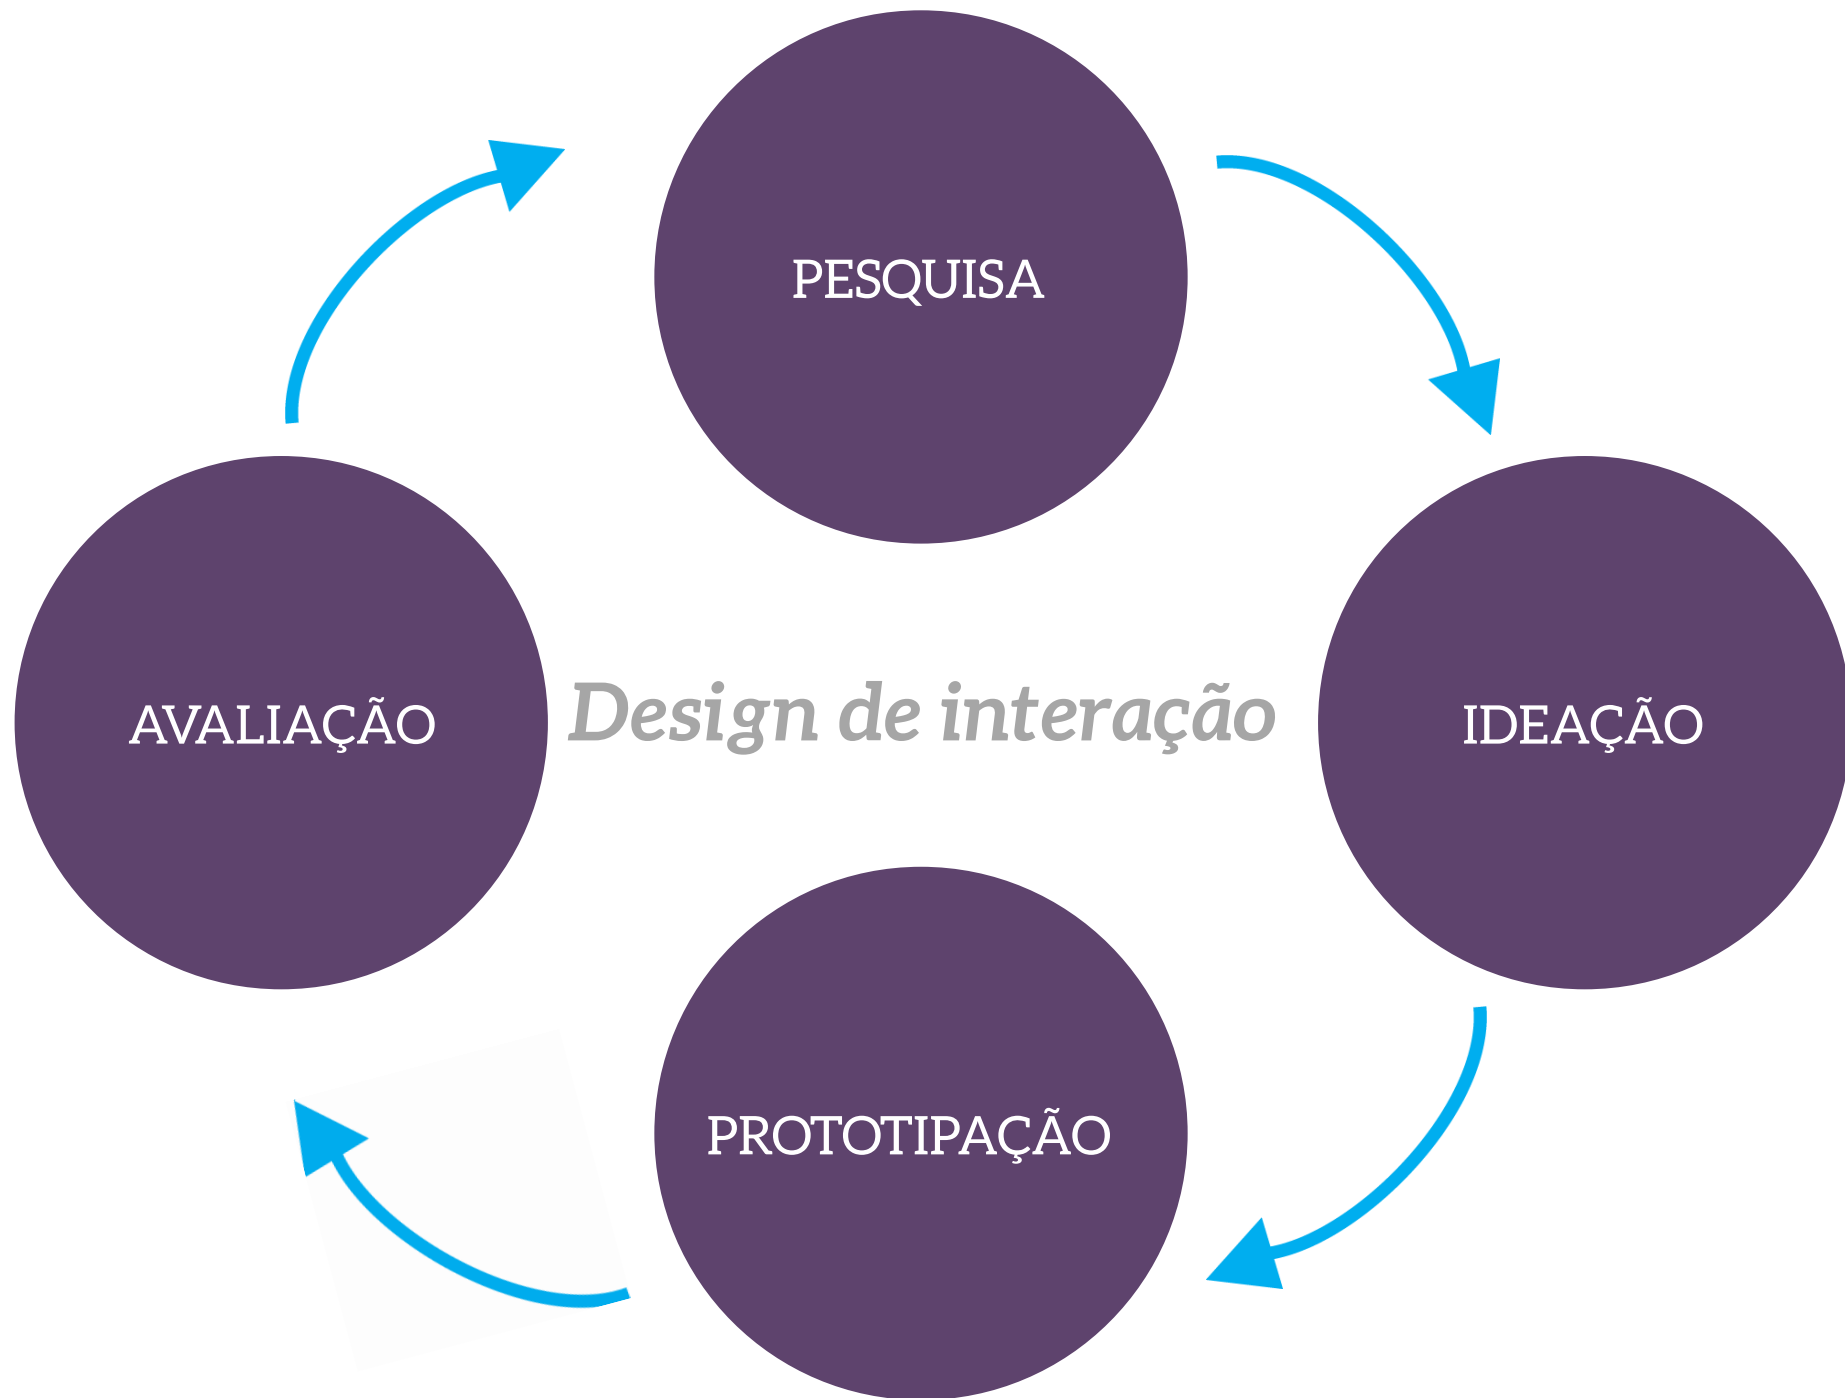 PESQUISA
AVALIAÇÃO
Design de interação
IDEAÇÃO
PROTOTIPAÇÃO